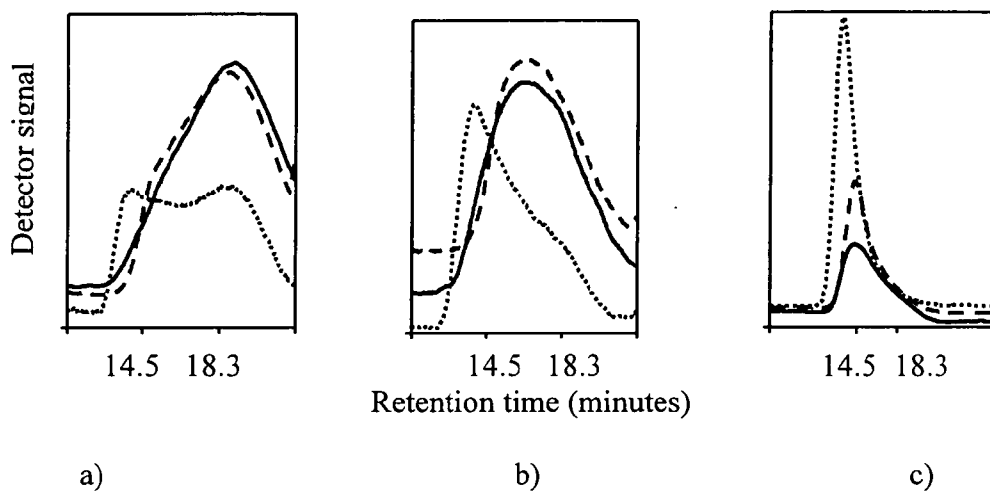 Detector signal
14.5 18.3
14.5 18.3
14.5 18.3
Retention time (minutes)
a)
b)
c)